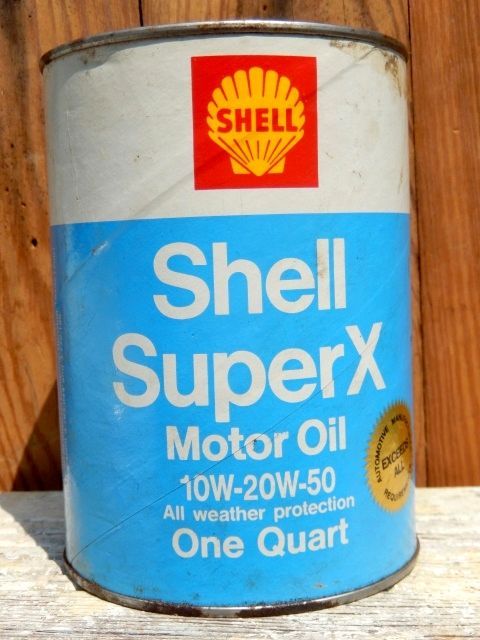 SHELL
Shell
SuperX
Motor Oil
10W-20W-50
All weather protection
One Quart
AUTOMOTIVE
EXCEEDS
ALL